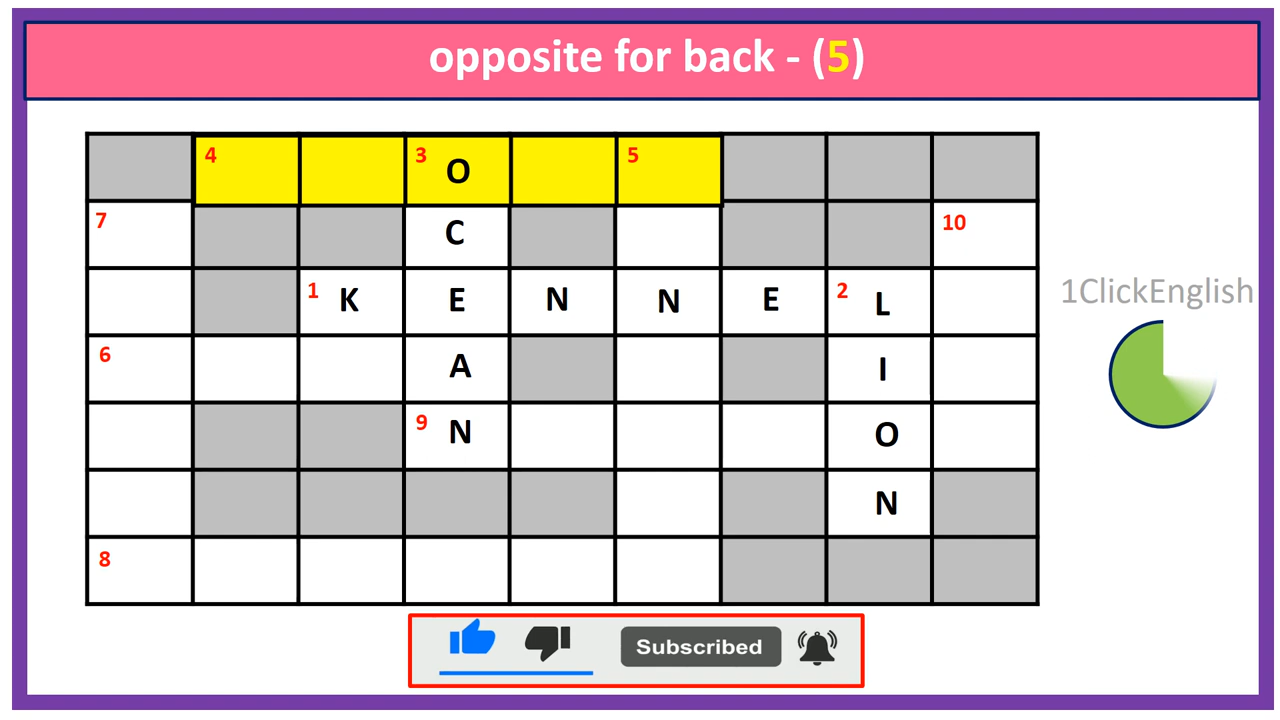 opposite for back - (5)
4 3 O 5
7 C 10
1 K E N N E 2 L
6 A I
9 N O
N
8
1ClickEnglish
Subscribed